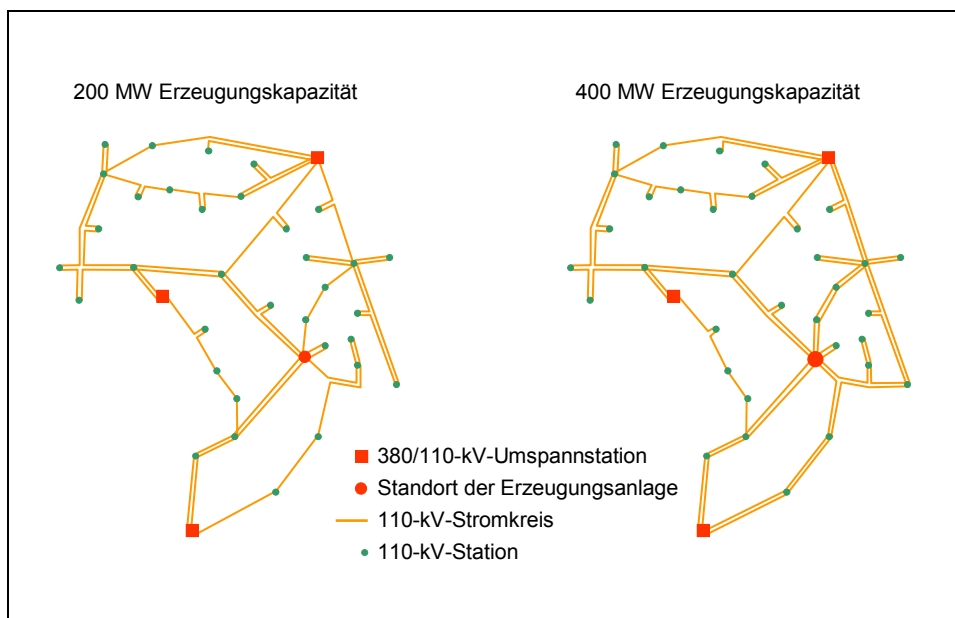 200 MW Erzeugungskapazität
400 MW Erzeugungskapazität
380/110-kV-Umspannstation
Standort der Erzeugungsanlage
110-kV-Stromkreis
110-kV-Station